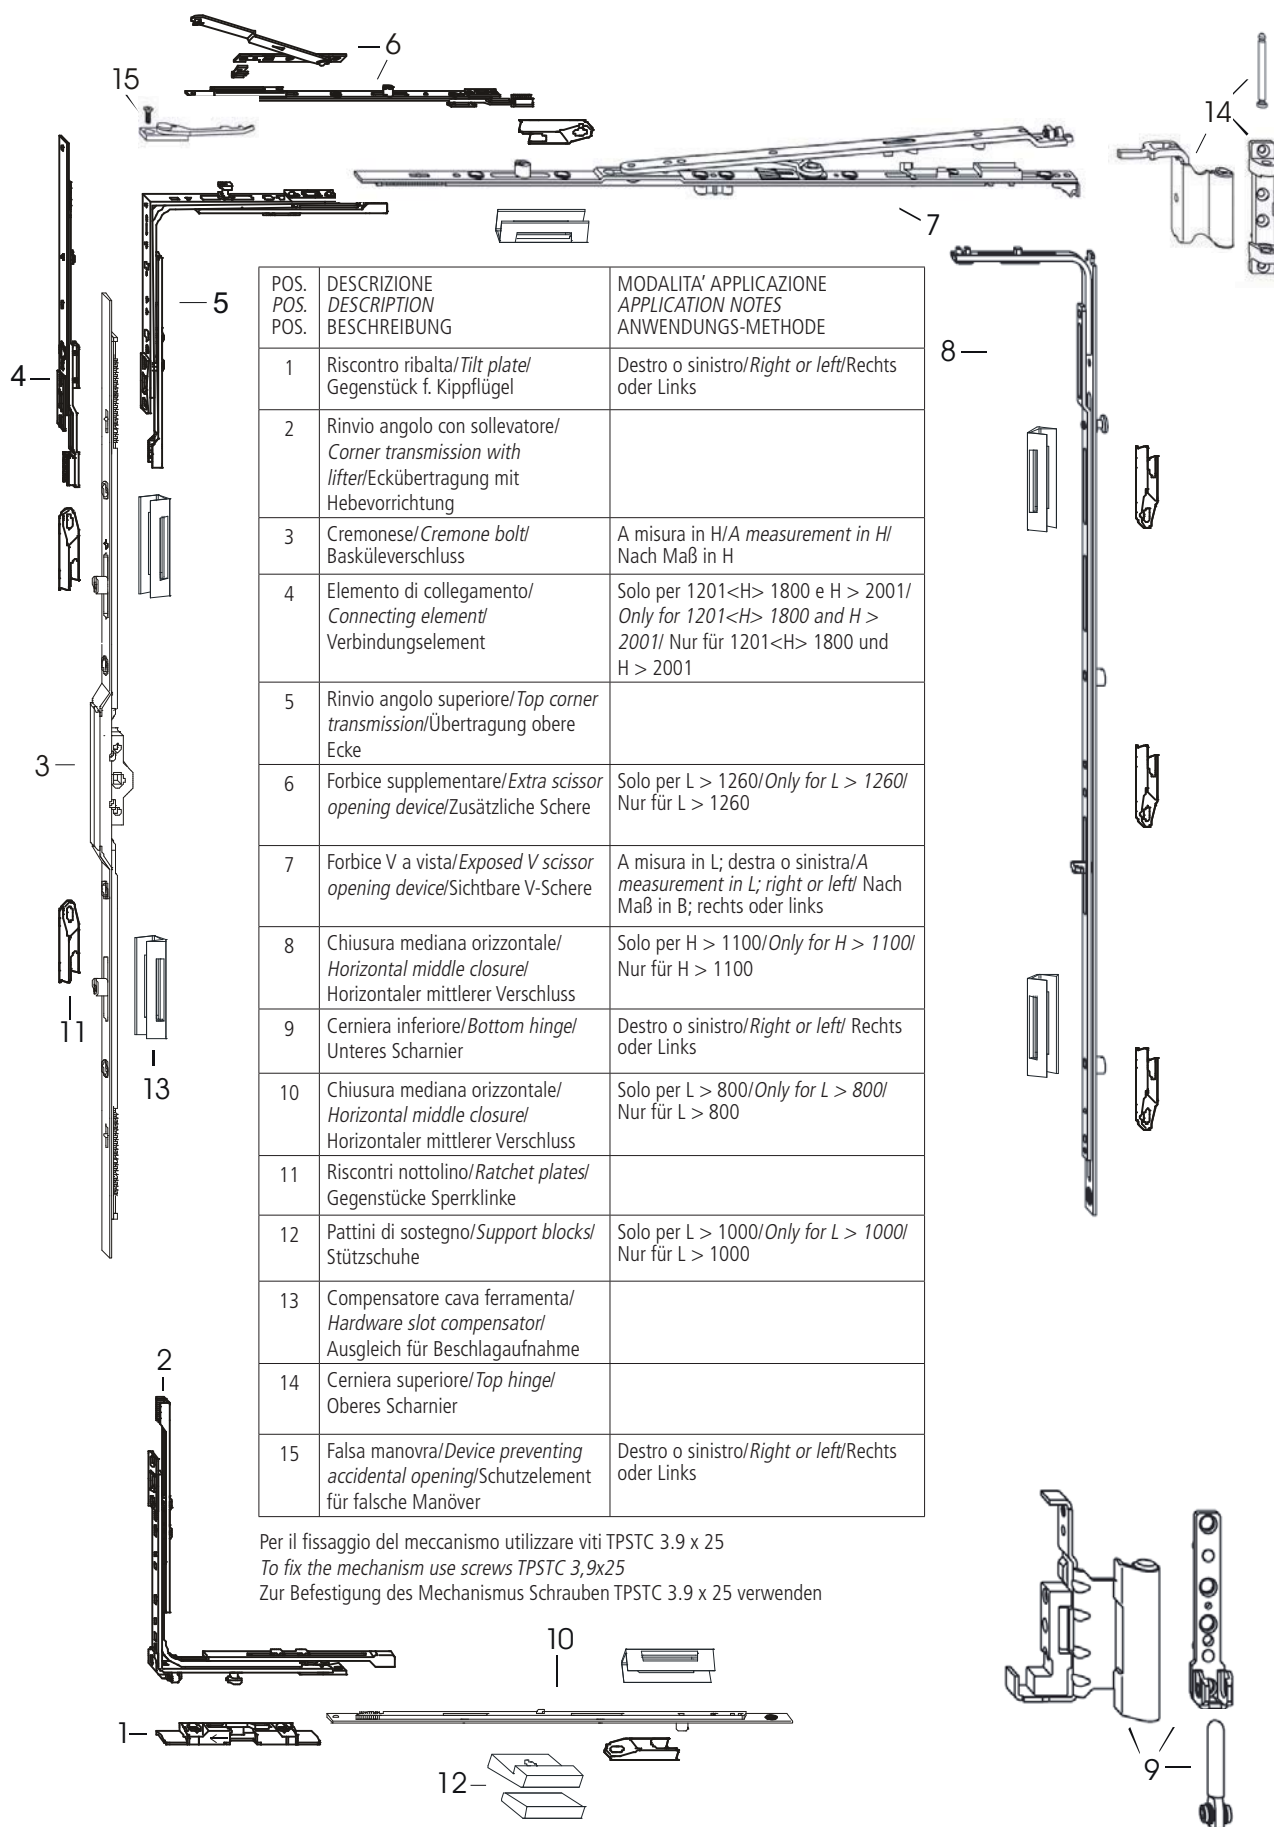 6
15
14
7
5
4
8
3
11
13
POS. DESCRIZIONE MODALITA’ APPLICAZIONE
POS. DESCRIPTION APPLICATION NOTES
POS. BESCHREIBUNG ANWENDUNGS-METHODE
1 Riscontro ribalta/Tilt plate/ Destro o sinistro/Right or left/Rechts
Gegenstück f. Kippflügel oder Links
2 Rinvio angolo con sollevatore/
Corner transmission with
lifter/Eckübertragung mit
Hebevorrichtung
3 Cremonese/Cremone bolt/ A misura in H/A measurement in H/
Basküleverschluss Nach Maß in H
4 Elemento di collegamento/ Solo per 1201<H> 1800 e H > 2001/
Connecting element/ Only for 1201<H> 1800 and H >
Verbindungselement 2001/ Nur für 1201<H> 1800 und
H > 2001
5 Rinvio angolo superiore/Top corner
transmission/Übertragung obere
Ecke
6 Forbice supplementare/Extra scissor Solo per L > 1260/Only for L > 1260/
opening device/Zusätzliche Schere Nur für L > 1260
7 Forbice V a vista/Exposed V scissor A misura in L; destra o sinistra/A
opening device/Sichtbare V-Schere measurement in L; right or left/ Nach
Maß in B; rechts oder links
8 Chiusura mediana orizzontale/ Solo per H > 1100/Only for H > 1100/
Horizontal middle closure/ Nur für H > 1100
Horizontaler mittlerer Verschluss
9 Cerniera inferiore/Bottom hinge/ Destro o sinistro/Right or left/ Rechts
Unteres Scharnier oder Links
10 Chiusura mediana orizzontale/ Solo per L > 800/Only for L > 800/
Horizontal middle closure/ Nur für L > 800
Horizontaler mittlerer Verschluss
11 Riscontri nottolino/Ratchet plates/
Gegenstücke Sperrklinke
12 Pattini di sostegno/Support blocks/ Solo per L > 1000/Only for L > 1000/
Stützschuhe Nur für L > 1000
13 Compensatore cava ferramenta/
Hardware slot compensator/
Ausgleich für Beschlagaufnahme
14 Cerniera superiore/Top hinge/
Oberes Scharnier
15 Falsa manovra/Device preventing Destro o sinistro/Right or left/Rechts
accidental opening/Schutzelement oder Links
für falsche Manöver
Per il fissaggio del meccanismo utilizzare viti TPSTC 3.9 x 25
To fix the mechanism use screws TPSTC 3,9x25
Zur Befestigung des Mechanismus Schrauben TPSTC 3.9 x 25 verwenden
2
10
1
12
9